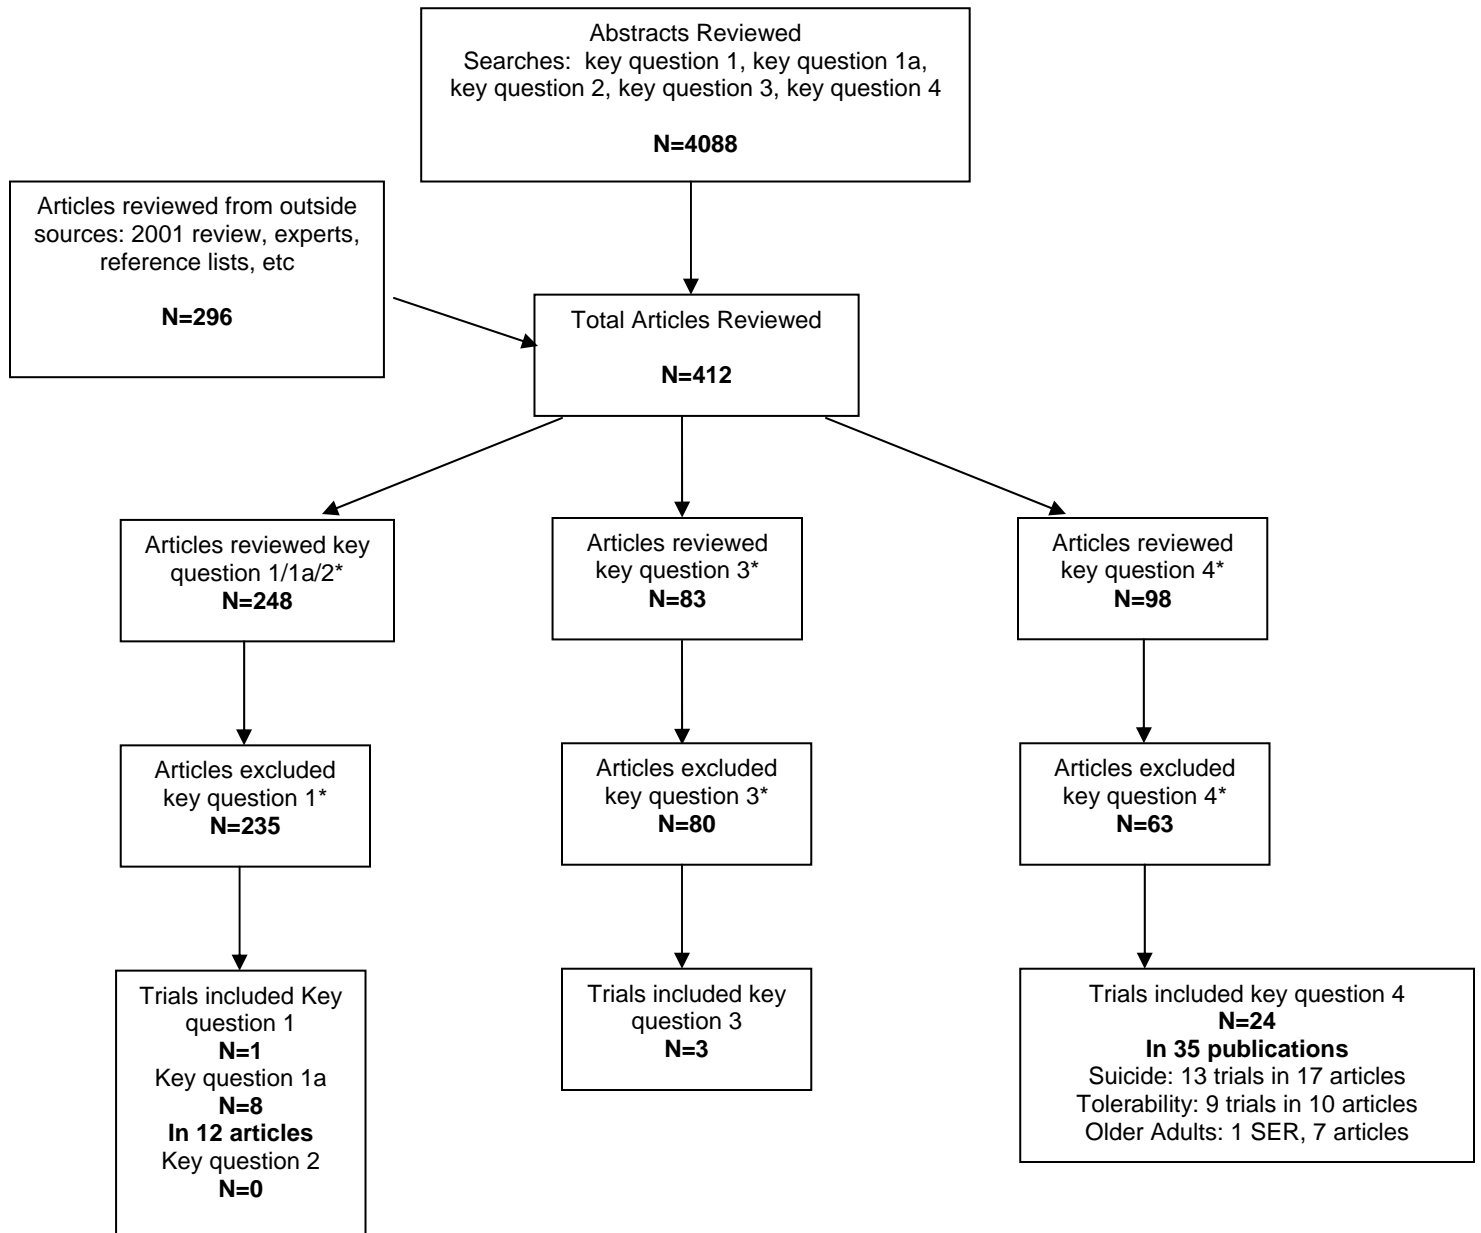 Abstracts Reviewed
Searches:  key question 1, key question 1a,
key question 2, key question 3, key question 4
N=4088
Articles reviewed from outside
sources: 2001 review, experts,
reference lists, etc
N=296
Total Articles Reviewed
N=412
Articles reviewed key
question 1/1a/2*
N=248
Articles reviewed
key question 3*
N=83
Articles reviewed
key question 4*
N=98
Articles excluded
key question 1*
N=235
Articles excluded
key question 3*
N=80
Articles excluded
key question 4*
N=63
Trials included Key
question 1
N=1
Key question 1a
N=8
In 12 articles
Key question 2
N=0
Trials included key
question 3
N=3
Trials included key question 4
N=24
In 35 publications
Suicide: 13 trials in 17 articles
Tolerability: 9 trials in 10 articles
Older Adults: 1 SER, 7 articles